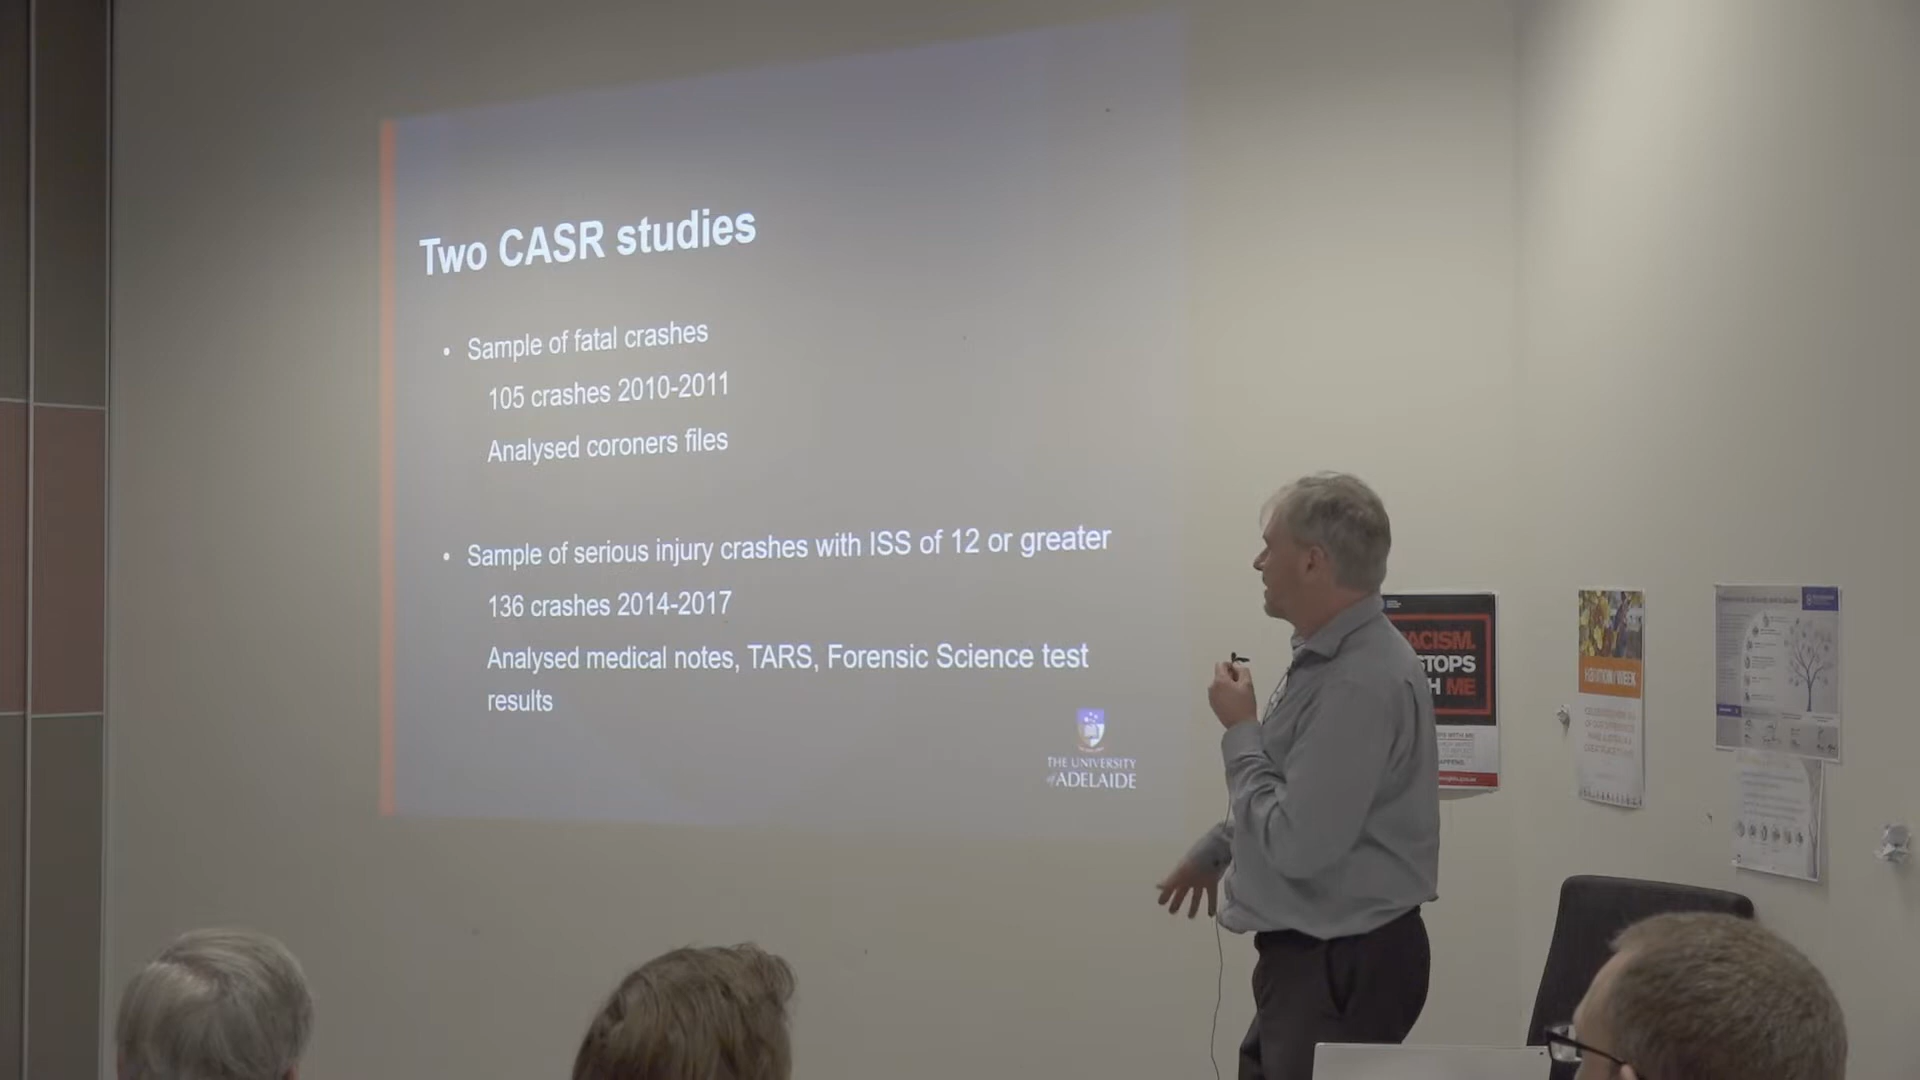 Two CASR studies
• Sample of fatal crashes
105 crashes 2010-2011
Analysed coroners files
• Sample of serious injury crashes with ISS of 12 or greater
136 crashes 2014-2017
Analysed medical notes, TARS, Forensic Science test
results
THE UNIVERSITY
of ADELAIDE
ACISM.
STOPS
H ME